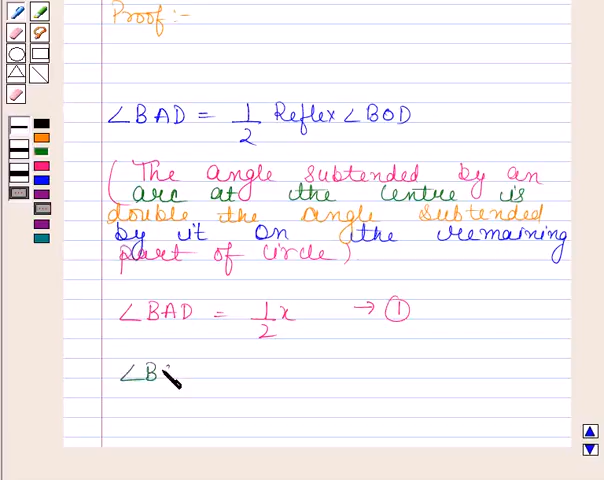 Proof :-
∠BAD = 1/2 Reflex ∠BOD
(The angle subtended by an
arc at the centre is
double the angle subtended
by it on the remaining
part of circle)
∠BAD = 1/2 x → ①
∠B